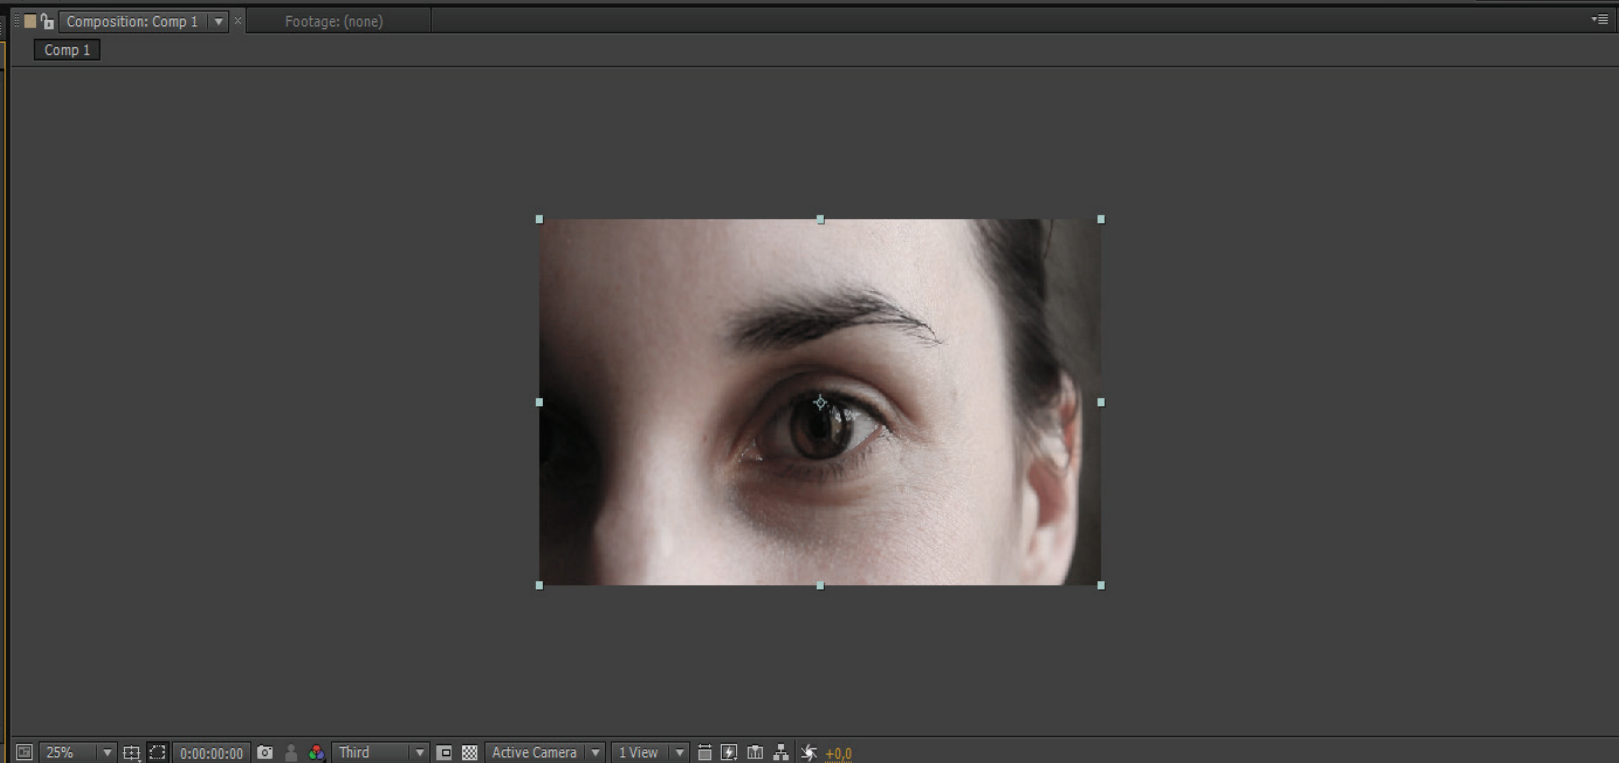 Composition: Comp 1 Footage: (none)
Comp 1
25% 0:00:00:00 Third Active Camera 1 View +0,0